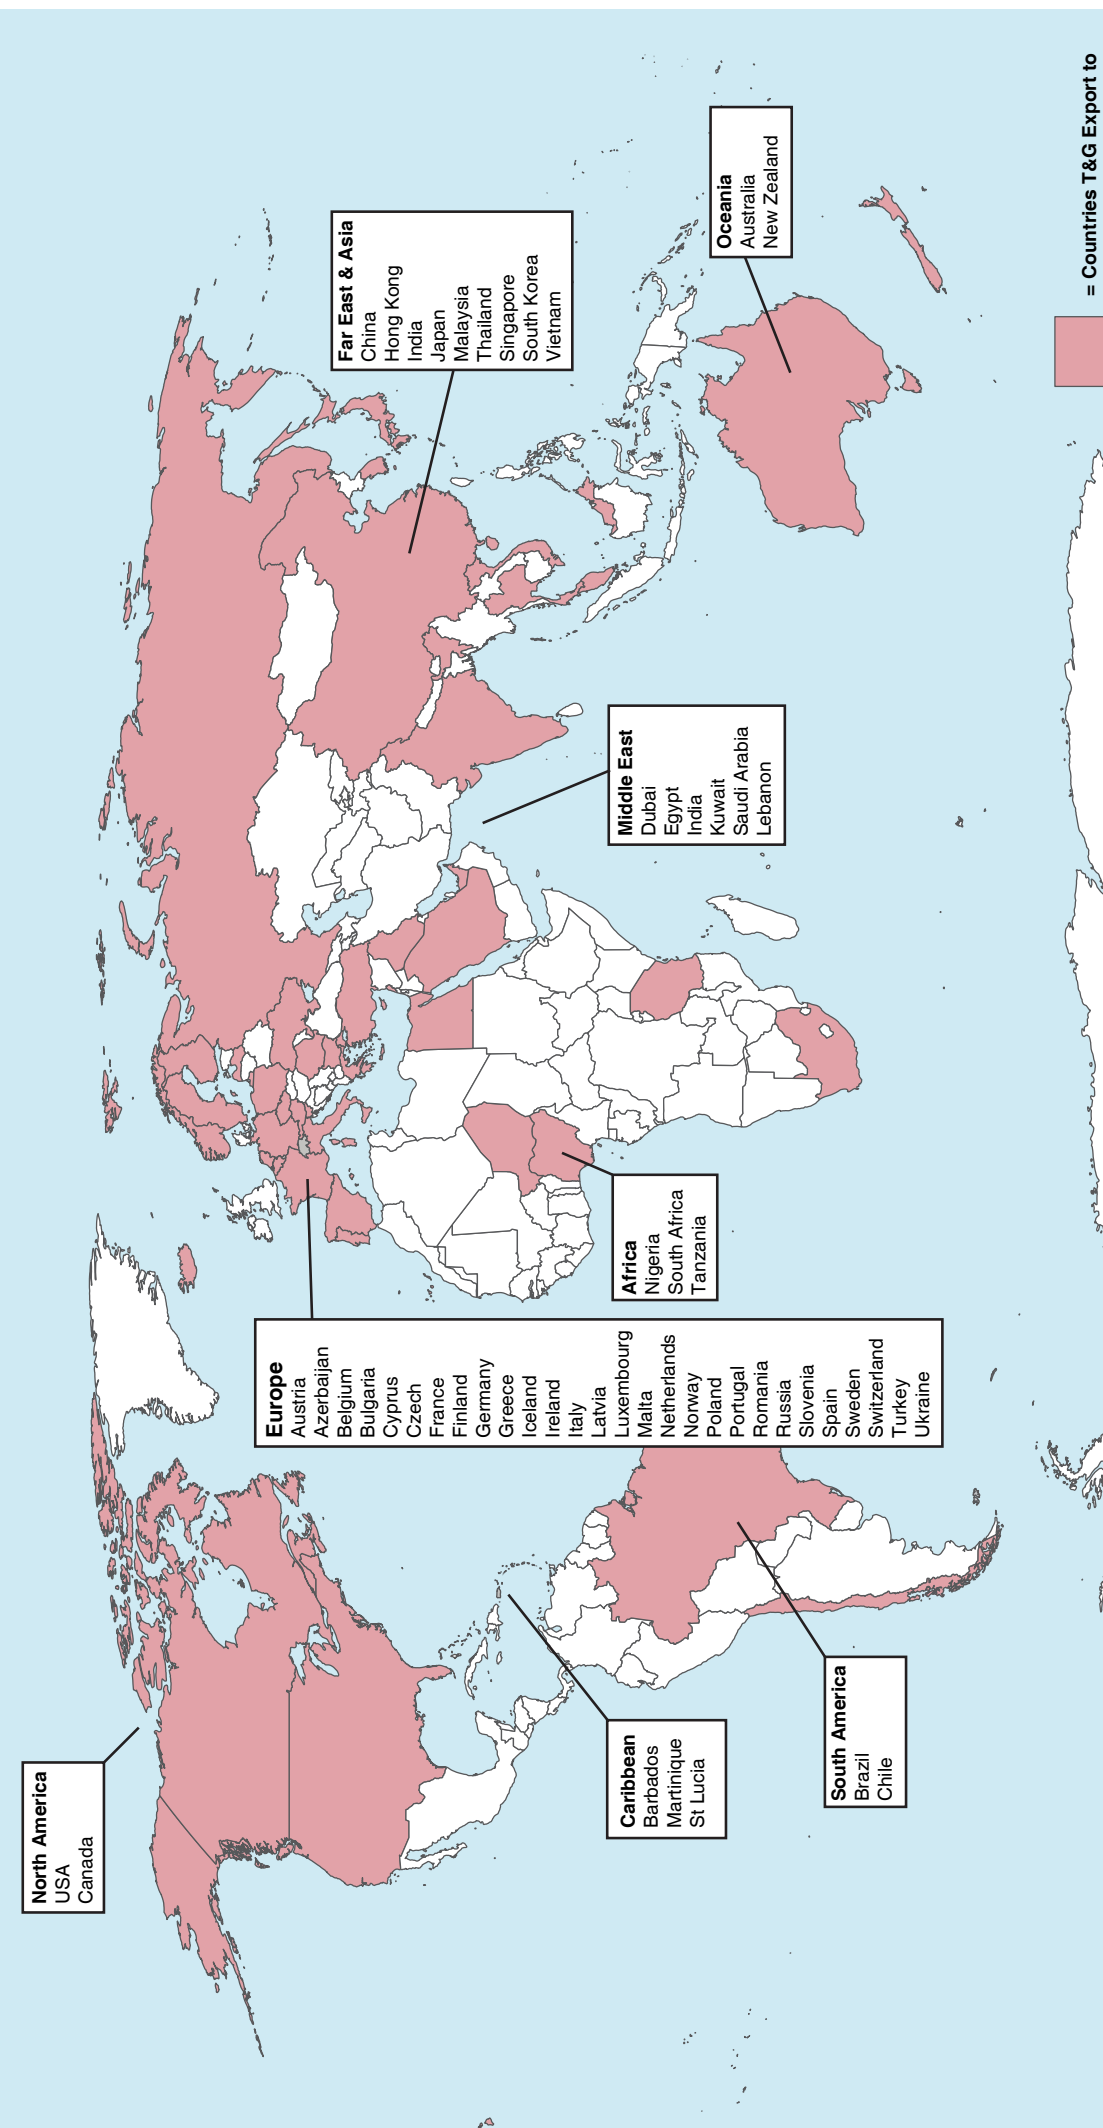 North America
USA
Canada
Caribbean
Barbados
Martinique
St Lucia
South America
Brazil
Chile
Europe
Austria
Azerbaijan
Belgium
Bulgaria
Cyprus
Czech
France
Finland
Germany
Greece
Iceland
Ireland
Italy
Latvia
Luxembourg
Malta
Netherlands
Norway
Poland
Portugal
Romania
Russia
Slovenia
Spain
Sweden
Switzerland
Turkey
Ukraine
Africa
Nigeria
South Africa
Tanzania
Middle East
Dubai
Egypt
India
Kuwait
Saudi Arabia
Lebanon
Far East & Asia
China
Hong Kong
India
Japan
Malaysia
Thailand
Singapore
South Korea
Vietnam
Oceania
Australia
New Zealand
= Countries T&G Export to